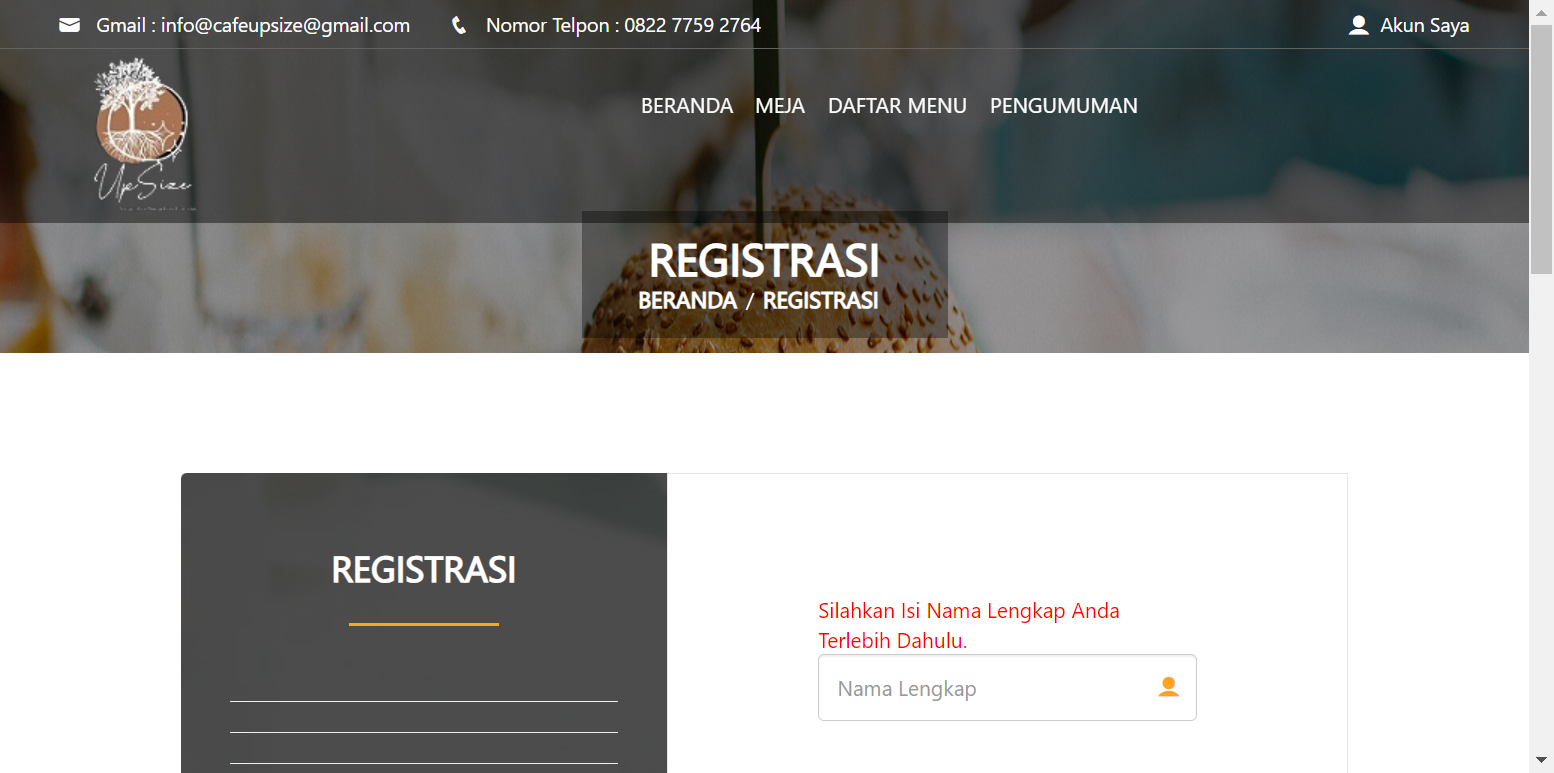 Gmail : info@cafeupsize@gmail.com
Nomor Telpon : 0822 7759 2764
Akun Saya
UpSize
BERANDA MEJA DAFTAR MENU PENGUMUMAN
REGISTRASI
BERANDA / REGISTRASI
REGISTRASI
Silahkan Isi Nama Lengkap Anda
Terlebih Dahulu.
Nama Lengkap